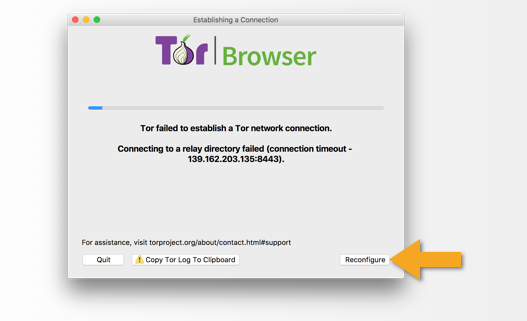 Establishing a Connection
Tor Browser
Tor failed to establish a Tor network connection.
Connecting to a relay directory failed (connection timeout -
139.162.203.135:8443).
For assistance, visit torproject.org/about/contact.html#support
Quit
Copy Tor Log To Clipboard
Reconfigure